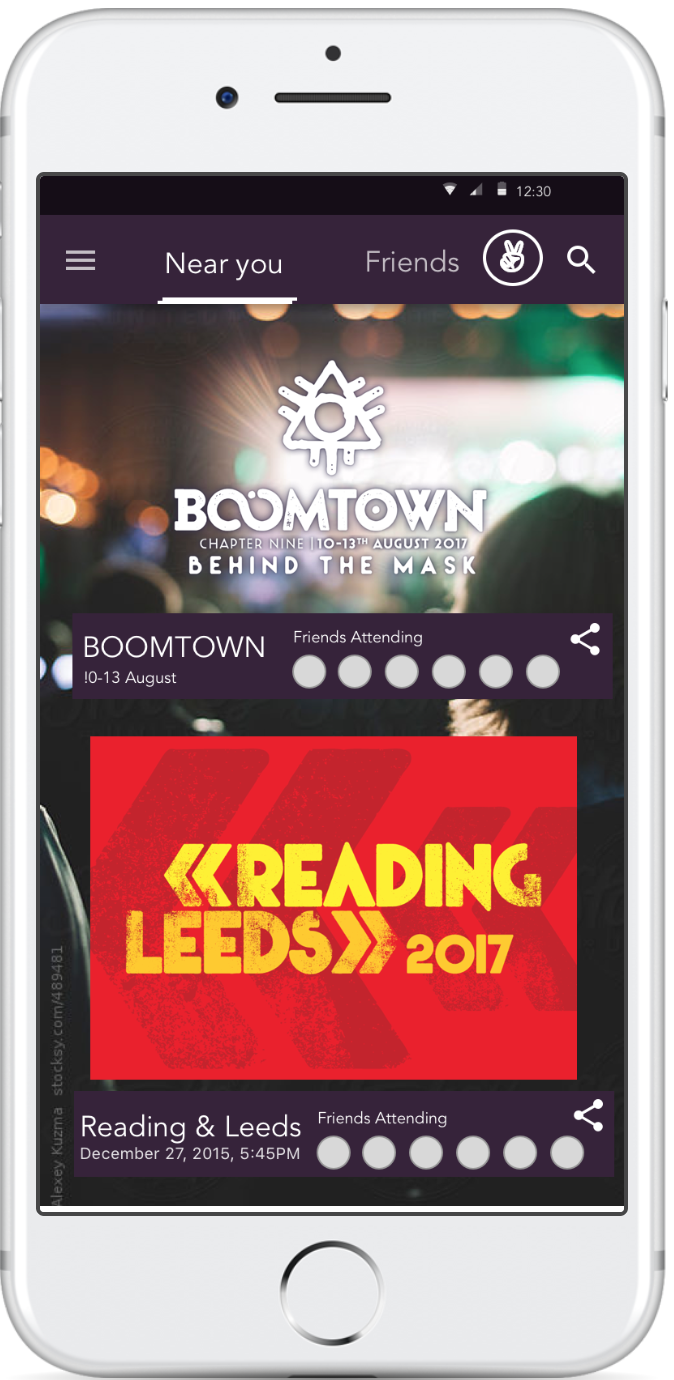 12:30
Near you
Friends
BOOMTOWN
CHAPTER NINE | 10-13TH AUGUST 2017
BEHIND THE MASK
BOOMTOWN
!0-13 August
Friends Attending
READING
LEEDS 2017
Reading & Leeds
December 27, 2015, 5:45PM
Friends Attending
Alexey Kuzma stocksy.com/489481